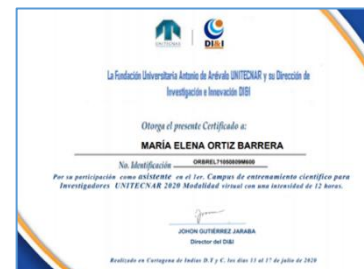 UNITECNAR
DI&I
La Fundación Universitaria Antonio de Arévalo UNITECNAR y su Dirección de
Investigación e Innovación DI&I
Otorga el presente Certificado a:
MARÍA ELENA ORTIZ BARRERA
No. Identificación
Por su participación como asistente en el 1er. Campus de entrenamiento científico para
Investigadores UNITECNAR 2020 Modalidad virtual con una intensidad de 12 horas.
JOHON GUTIÉRREZ JARABA
Director del DI&I
Realizado en Cartagena de Indias D.T y C, los días 13 al 17 de julio de 2020